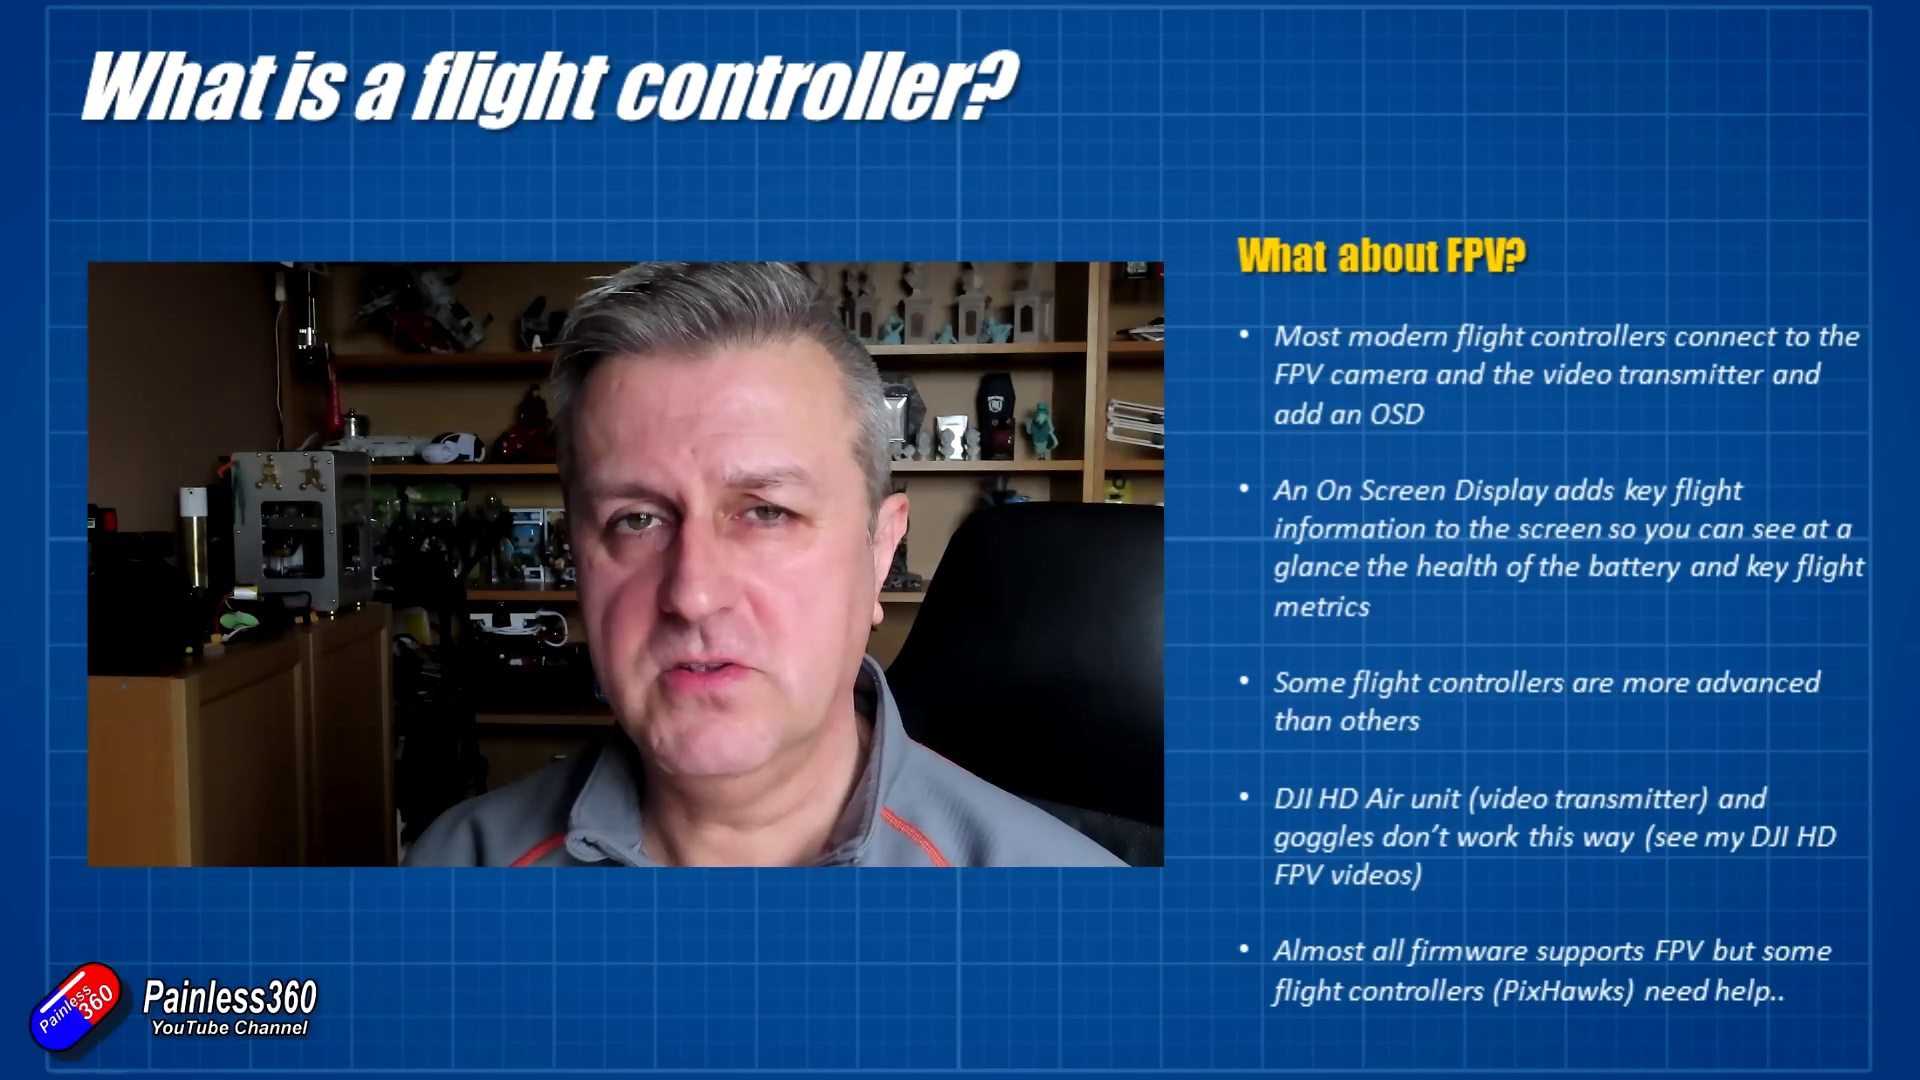 What is a flight controller?
What about FPV?
• Most modern flight controllers connect to the
FPV camera and the video transmitter and
add an OSD
• An On Screen Display adds key flight
information to the screen so you can see at a
glance the health of the battery and key flight
metrics
• Some flight controllers are more advanced
than others
• DJI HD Air unit (video transmitter) and
goggles don’t work this way (see my DJI HD
FPV videos)
• Almost all firmware supports FPV but some
flight controllers (PixHawks) need help..
Painless
360
Painless360
YouTube Channel